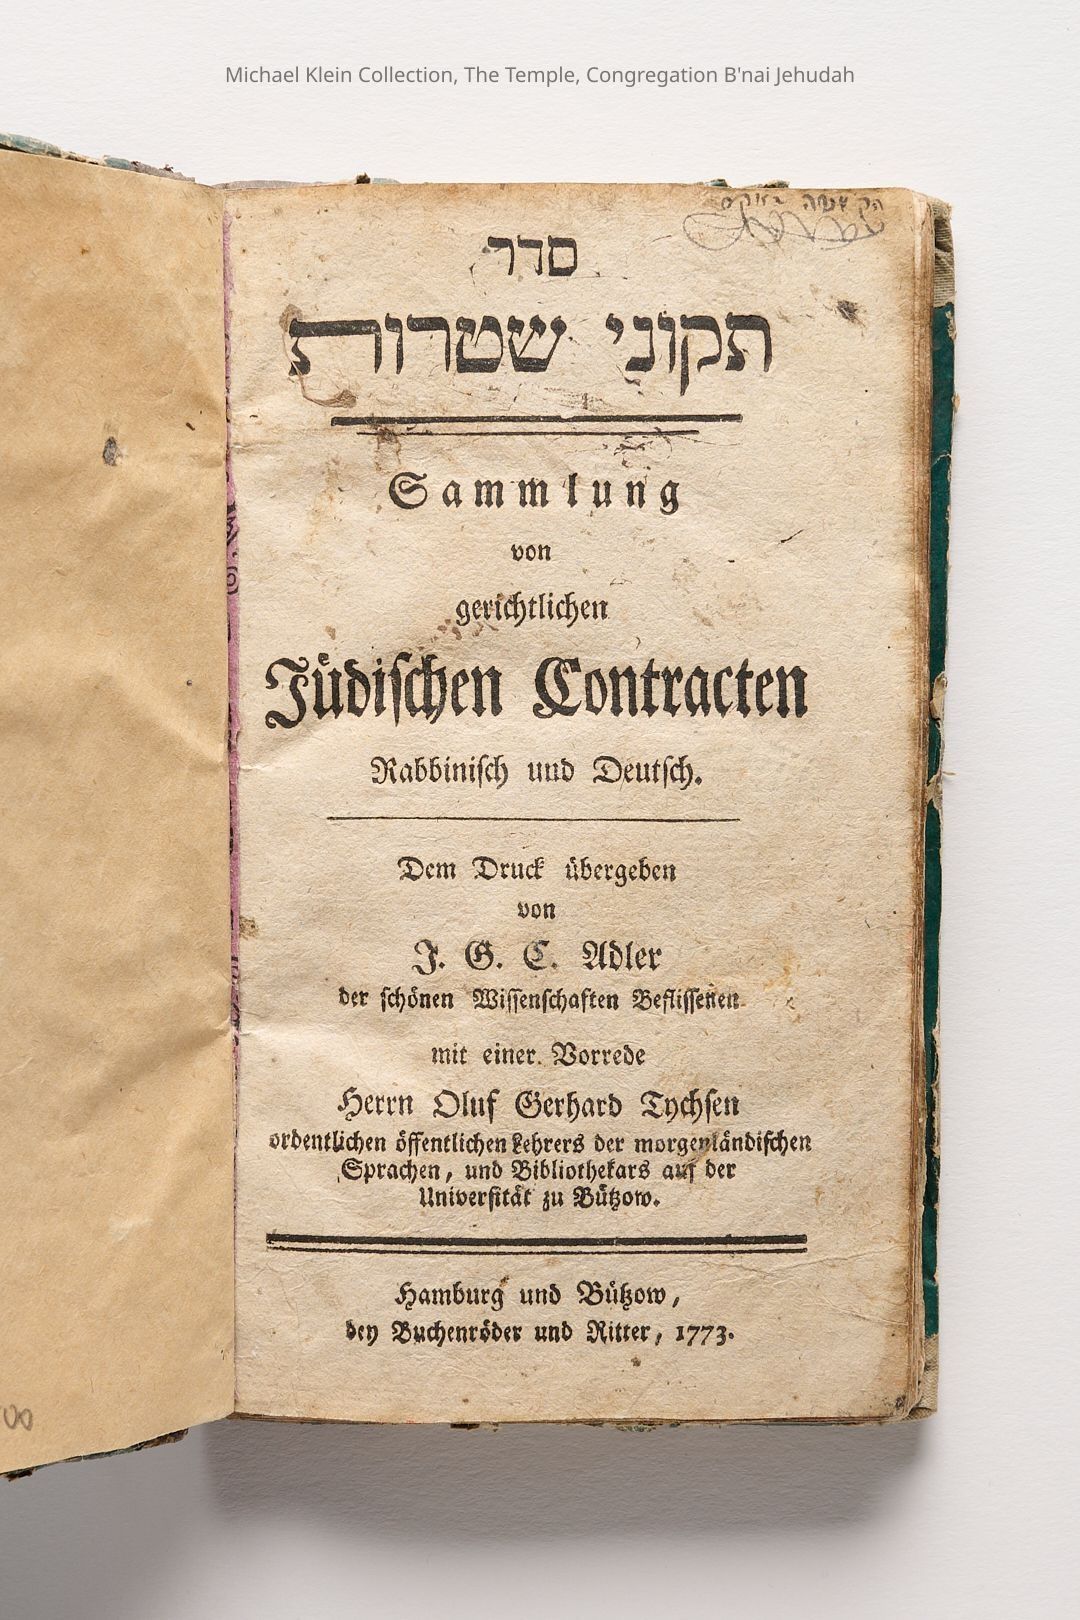 Michael Klein Collection, The Temple, Congregation B'nai Jehudah
סדר
תקוני שטרות
Sammlung
von
gerichtlichen
Jüdischen Contracten
Rabbinisch und Deutsch.
Dem Druck übergeben
von
J. G. C. Adler
der schönen Wissenschaften Beflissenen
mit einer Vorrede
Herrn Oluf Gerhard Tychsen
ordentlichen öffentlichen Lehrers der morgenländischen
Sprachen, und Bibliothekars auf der
Universität zu Bützow.
Hamburg und Bützow,
bey Buchenröder und Ritter, 1773.